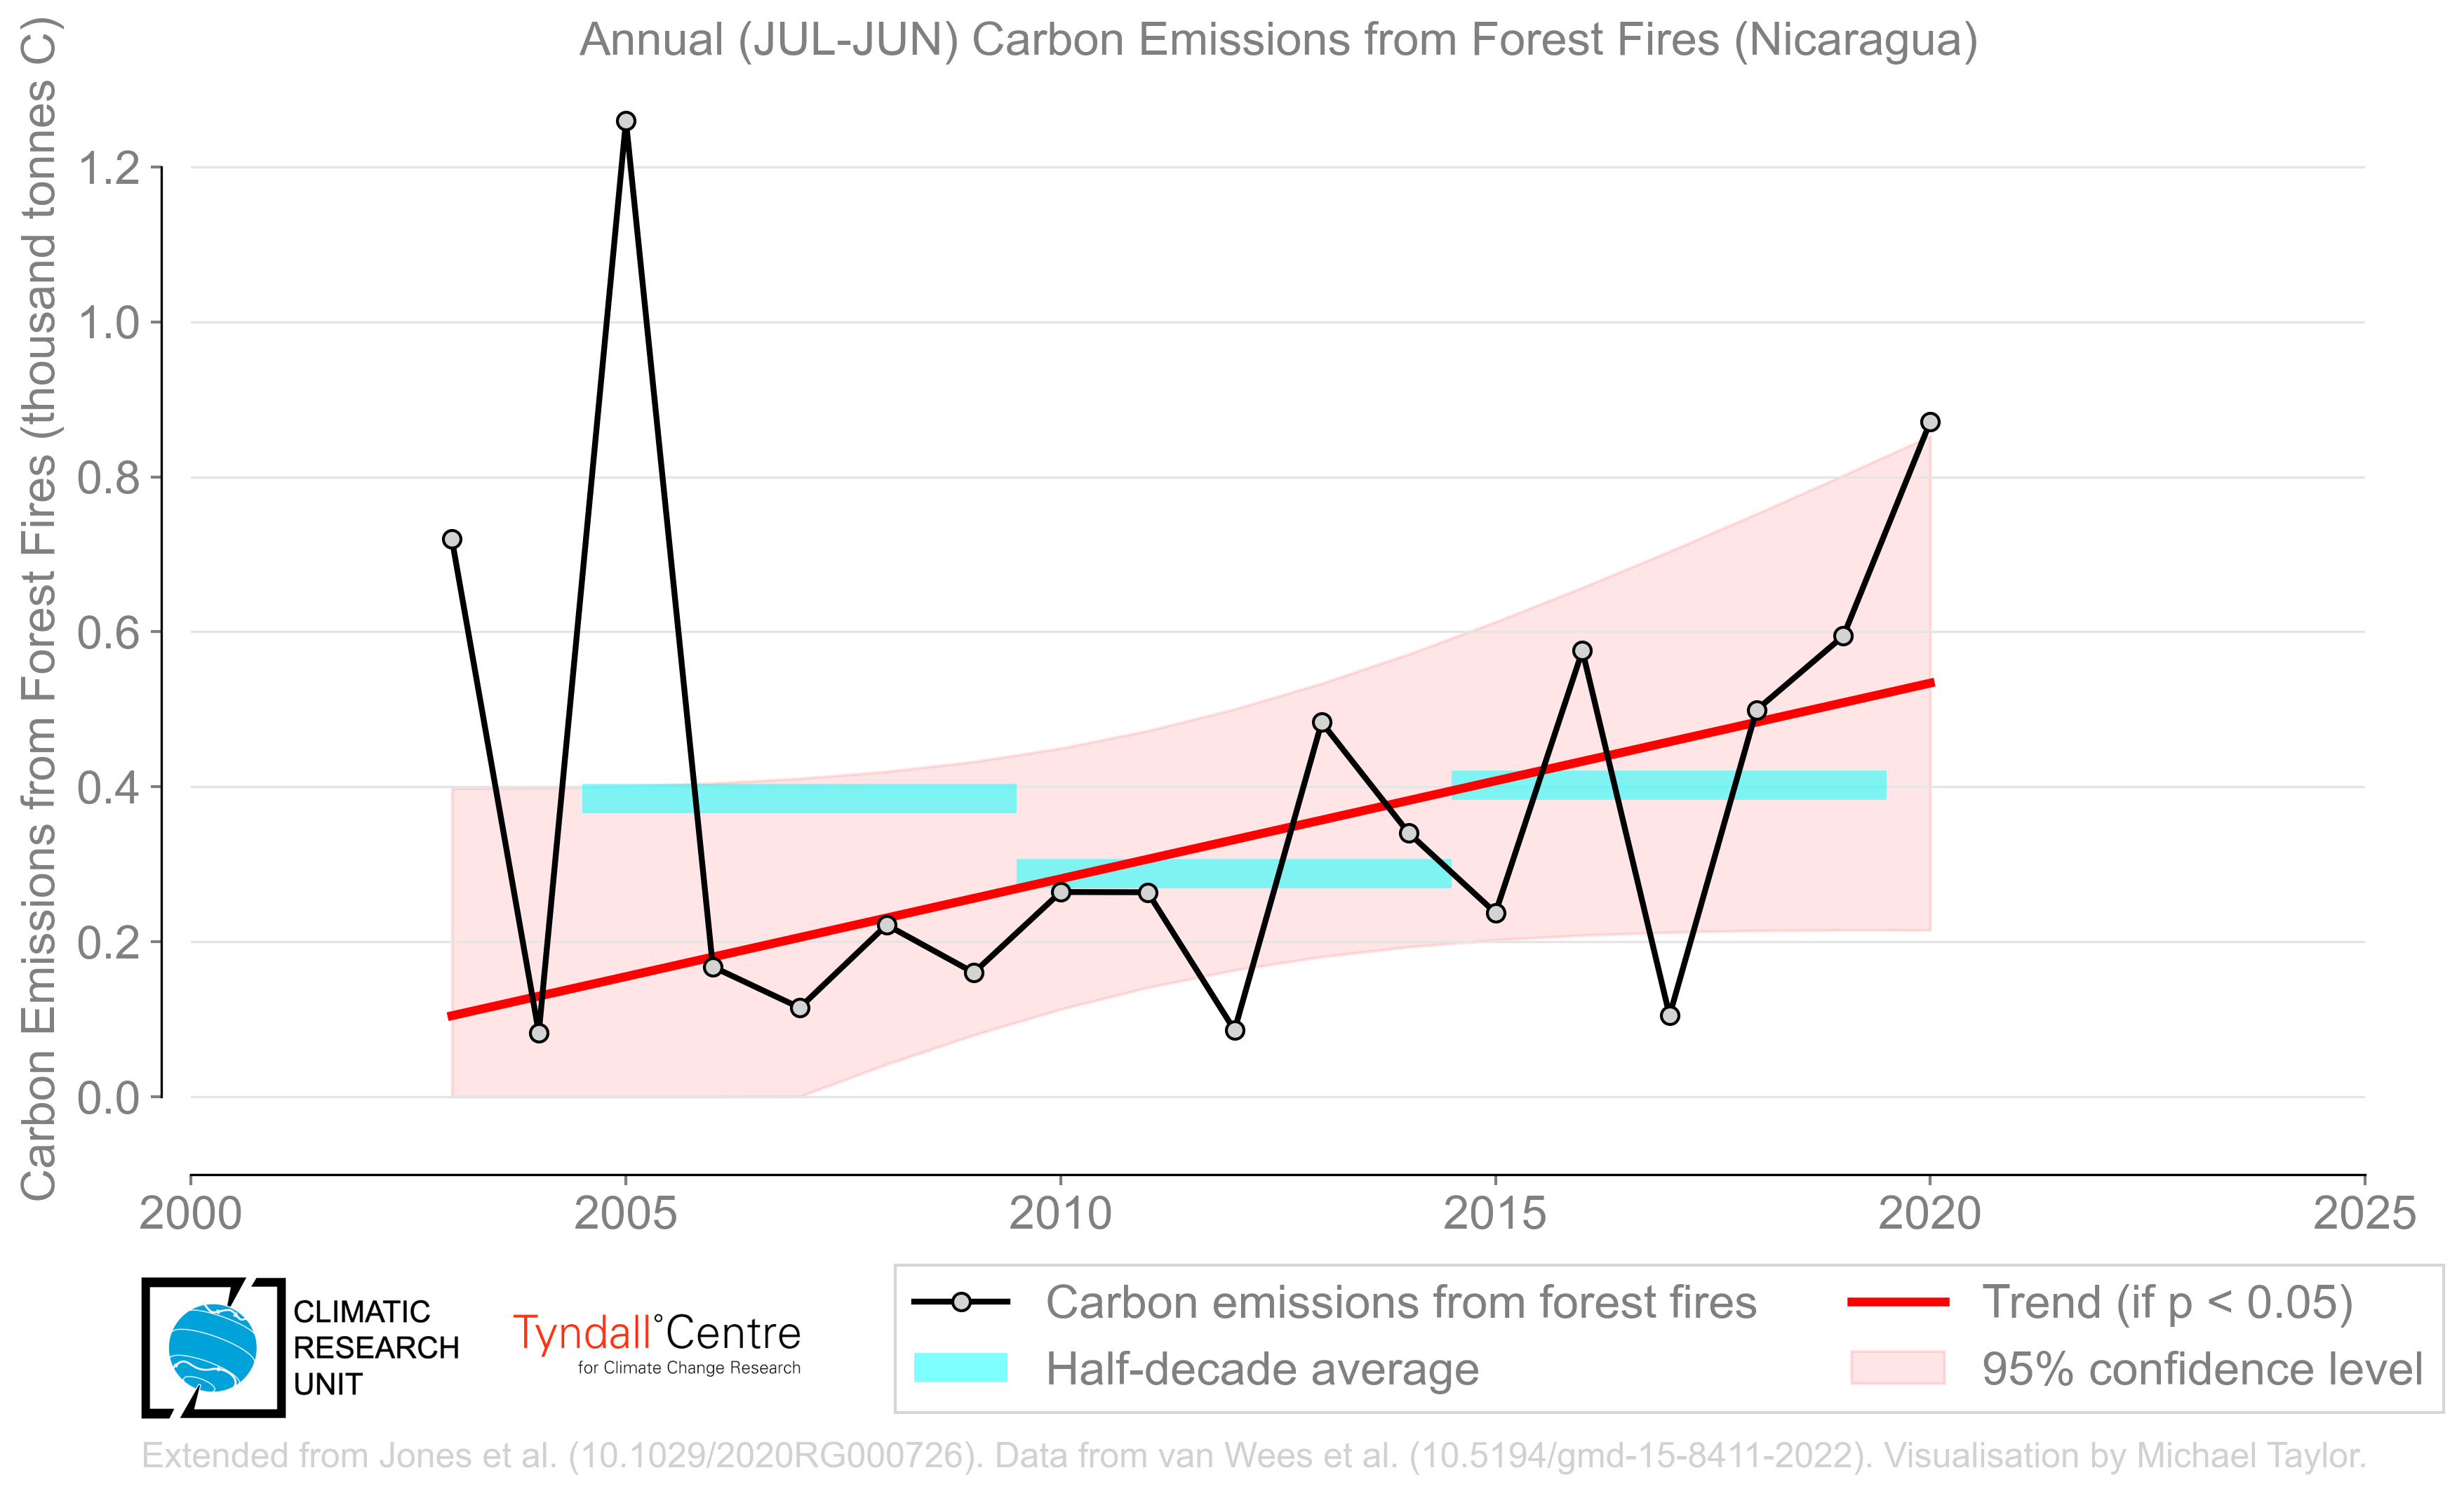 Annual (JUL-JUN) Carbon Emissions from Forest Fires (Nicaragua)
Carbon Emissions from Forest Fires (thousand tonnes C)
1.2
1.0
0.8
0.6
0.4
0.2
0.0
2000 2005 2010 2015 2020 2025
CLIMATIC
RESEARCH
UNIT
Tyndall°Centre
for Climate Change Research
Carbon emissions from forest fires
Half-decade average
Trend (if p < 0.05)
95% confidence level
Extended from Jones et al. (10.1029/2020RG000726). Data from van Wees et al. (10.5194/gmd-15-8411-2022). Visualisation by Michael Taylor.